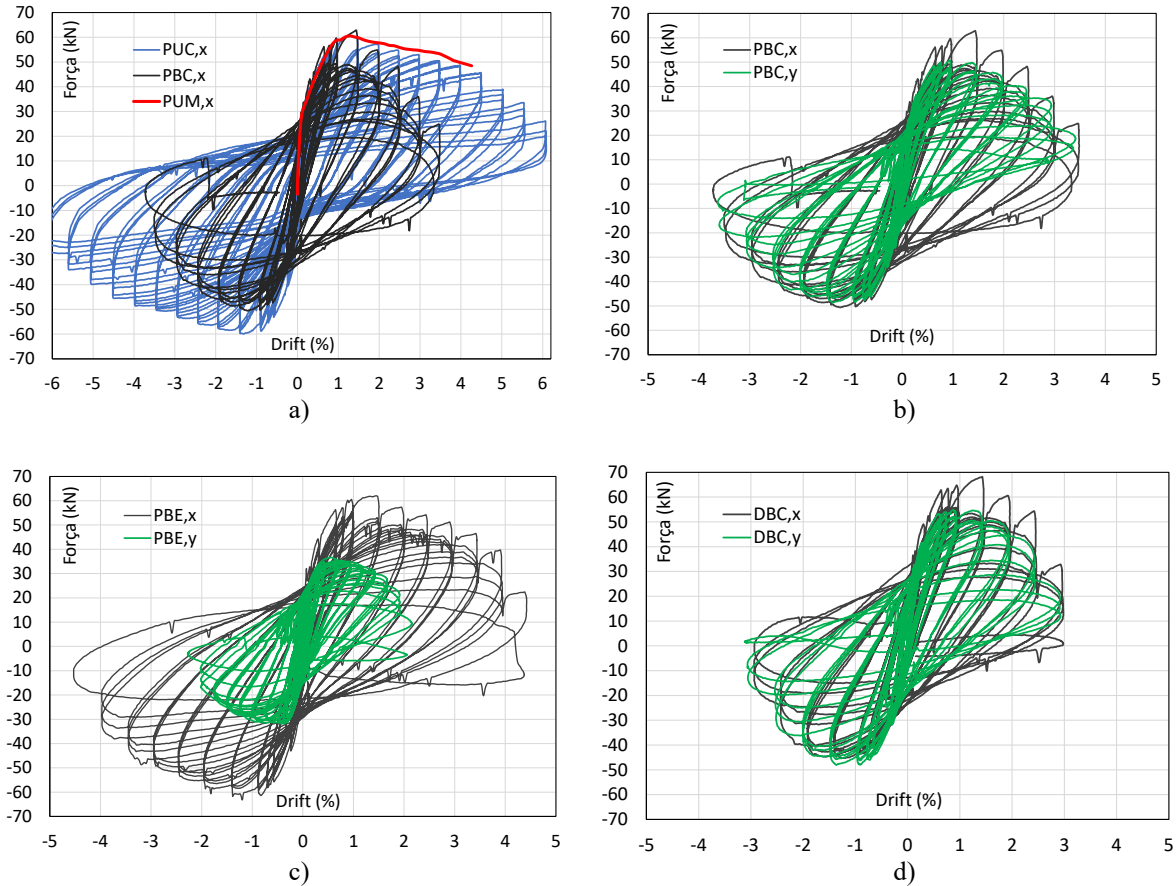 70
60
50
40
30
20
10
0
-10
-20
-30
-40
-50
-60
-70
Força (kN)
PUC,x
PBC,x
PUM,x
Drift (%)
-6 -5 -4 -3 -2 -1 0 1 2 3 4 5 6
a)
70
60
50
40
30
20
10
0
-10
-20
-30
-40
-50
-60
-70
Força (kN)
PBC,x
PBC,y
Drift (%)
-5 -4 -3 -2 -1 0 1 2 3 4 5
b)
70
60
50
40
30
20
10
0
-10
-20
-30
-40
-50
-60
-70
Força (kN)
PBE,x
PBE,y
Drift (%)
-5 -4 -3 -2 -1 0 1 2 3 4 5
c)
70
60
50
40
30
20
10
0
-10
-20
-30
-40
-50
-60
-70
Força (kN)
DBC,x
DBC,y
Drift (%)
-5 -4 -3 -2 -1 0 1 2 3 4 5
d)